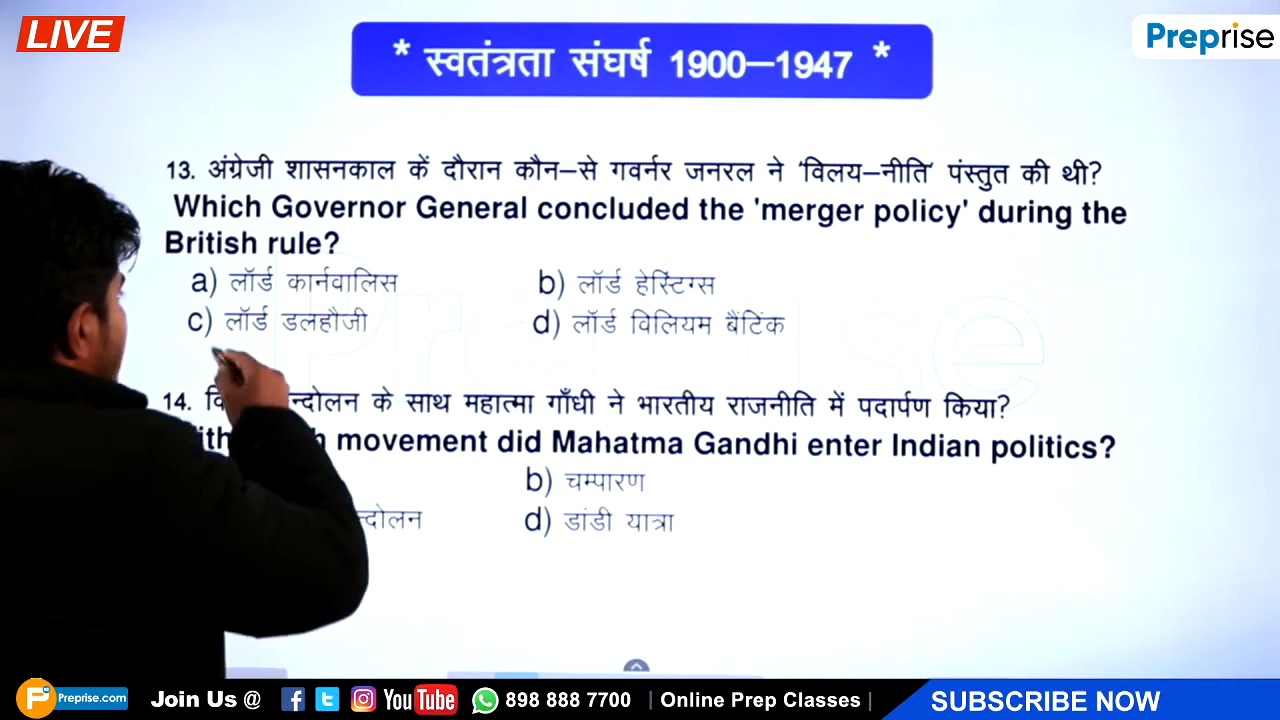 LIVE
* स्वतंत्रता संघर्ष 1900–1947 *
Preprise
13. अंग्रेजी शासनकाल कें दौरान कौन–से गवर्नर जनरल ने ‘विलय–नीति’ पंस्तुत की थी?
Which Governor General concluded the 'merger policy' during the
British rule?
a) लॉर्ड कार्नवालिस b) लॉर्ड हेस्टिंग्स
c) लॉर्ड डलहौजी d) लॉर्ड विलियम बैंटिंक
14. के साथ महात्मा गाँधी ने भारतीय राजनीति में पदार्पण किया?
movement did Mahatma Gandhi enter Indian politics?
b) चम्पारण
d) डांडी यात्रा
Preprise.com Join Us @ YouTube 898 888 7700 | Online Prep Classes | SUBSCRIBE NOW